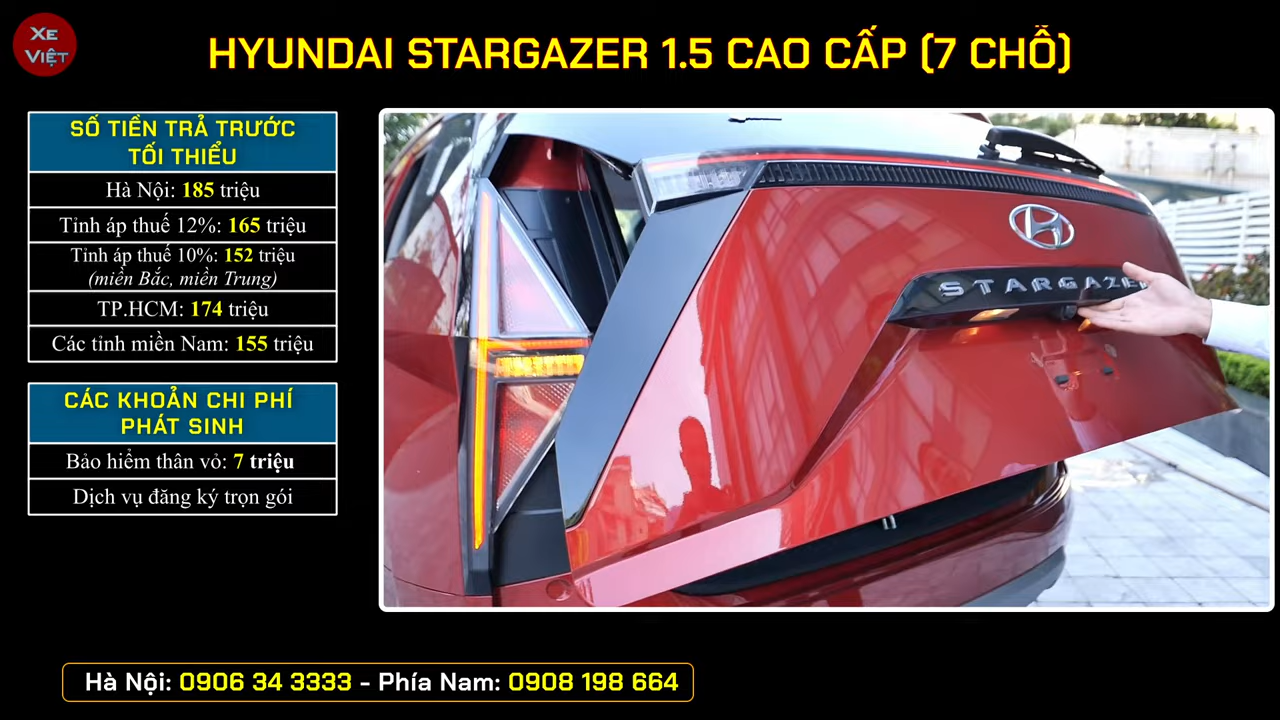 XE
VIỆT
HYUNDAI STARGAZER 1.5 CAO CẤP (7 CHỖ)
SỐ TIỀN TRẢ TRƯỚC
TỐI THIỂU
Hà Nội: 185 triệu
Tỉnh áp thuế 12%: 165 triệu
Tỉnh áp thuế 10%: 152 triệu
(miền Bắc, miền Trung)
TP.HCM: 174 triệu
Các tỉnh miền Nam: 155 triệu
CÁC KHOẢN CHI PHÍ
PHÁT SINH
Bảo hiểm thân vỏ: 7 triệu
Dịch vụ đăng ký trọn gói
STARGAZE
Hà Nội: 0906 34 3333 - Phía Nam: 0908 198 664